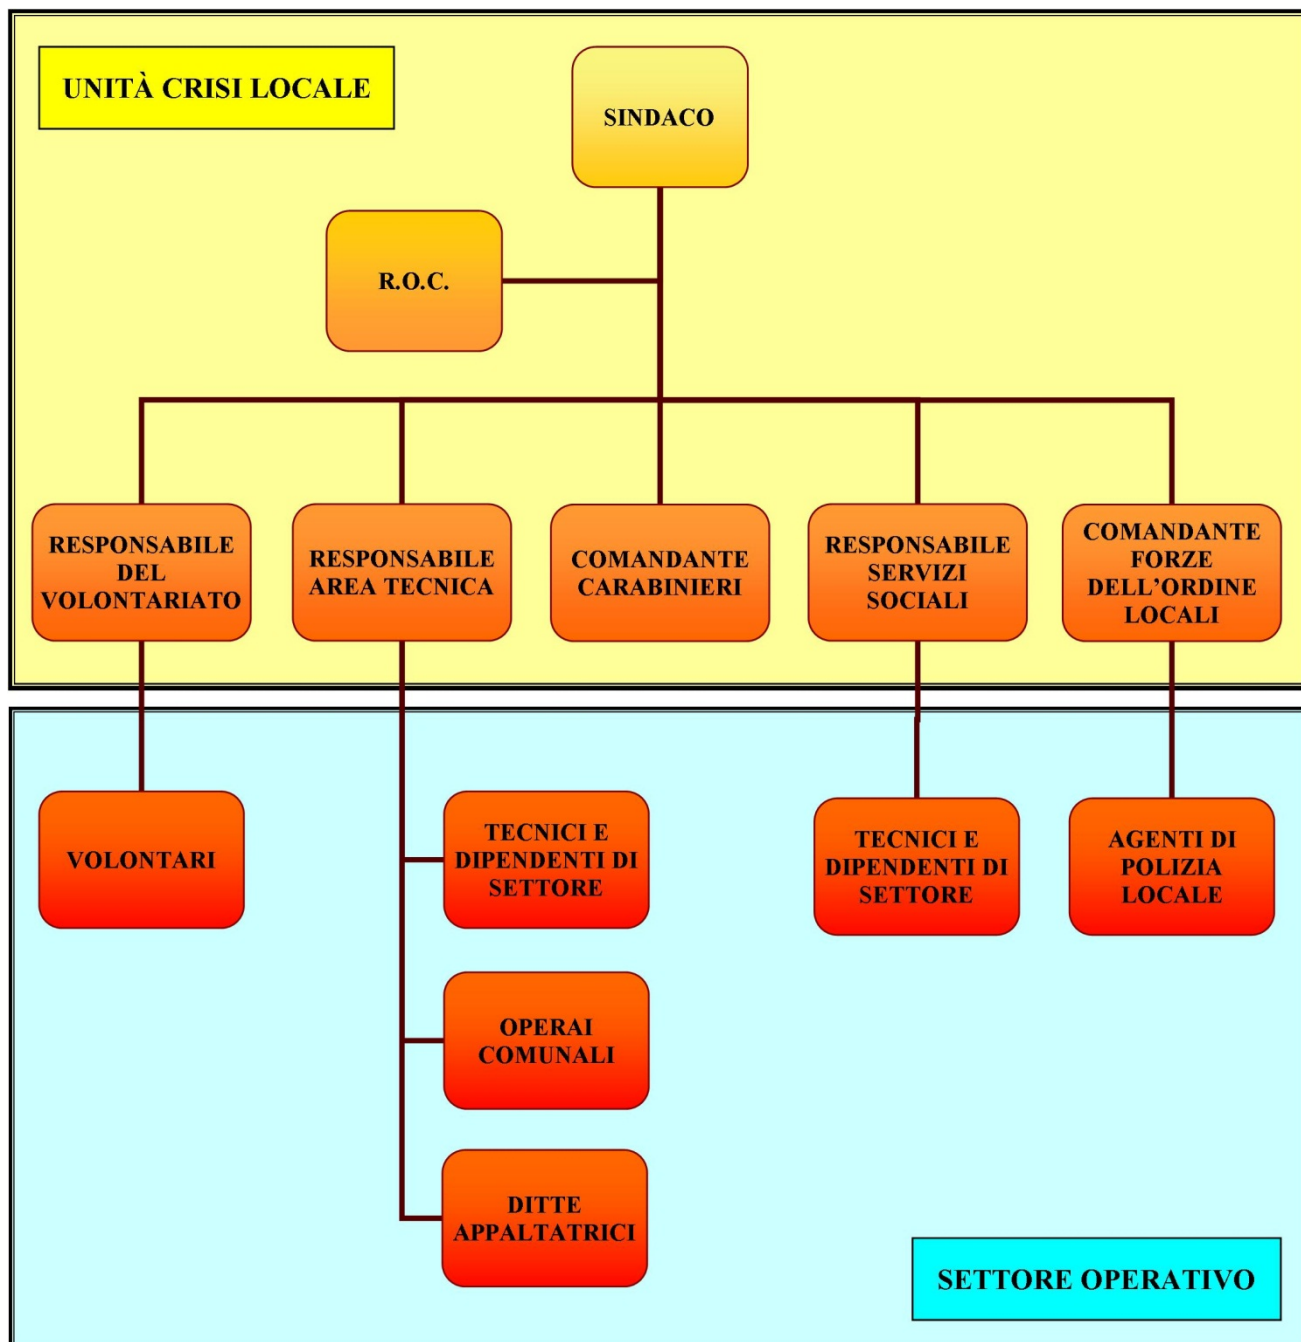 UNITÀ CRISI LOCALE
SINDACO
R.O.C.
RESPONSABILE
DEL
VOLONTARIATO
RESPONSABILE
AREA TECNICA
COMANDANTE
CARABINIERI
RESPONSABILE
SERVIZI
SOCIALI
COMANDANTE
FORZE
DELL’ORDINE
LOCALI
VOLONTARI
TECNICI E
DIPENDENTI DI
SETTORE
TECNICI E
DIPENDENTI DI
SETTORE
AGENTI DI
POLIZIA
LOCALE
OPERAI
COMUNALI
DITTE
APPALTATRICI
SETTORE OPERATIVO